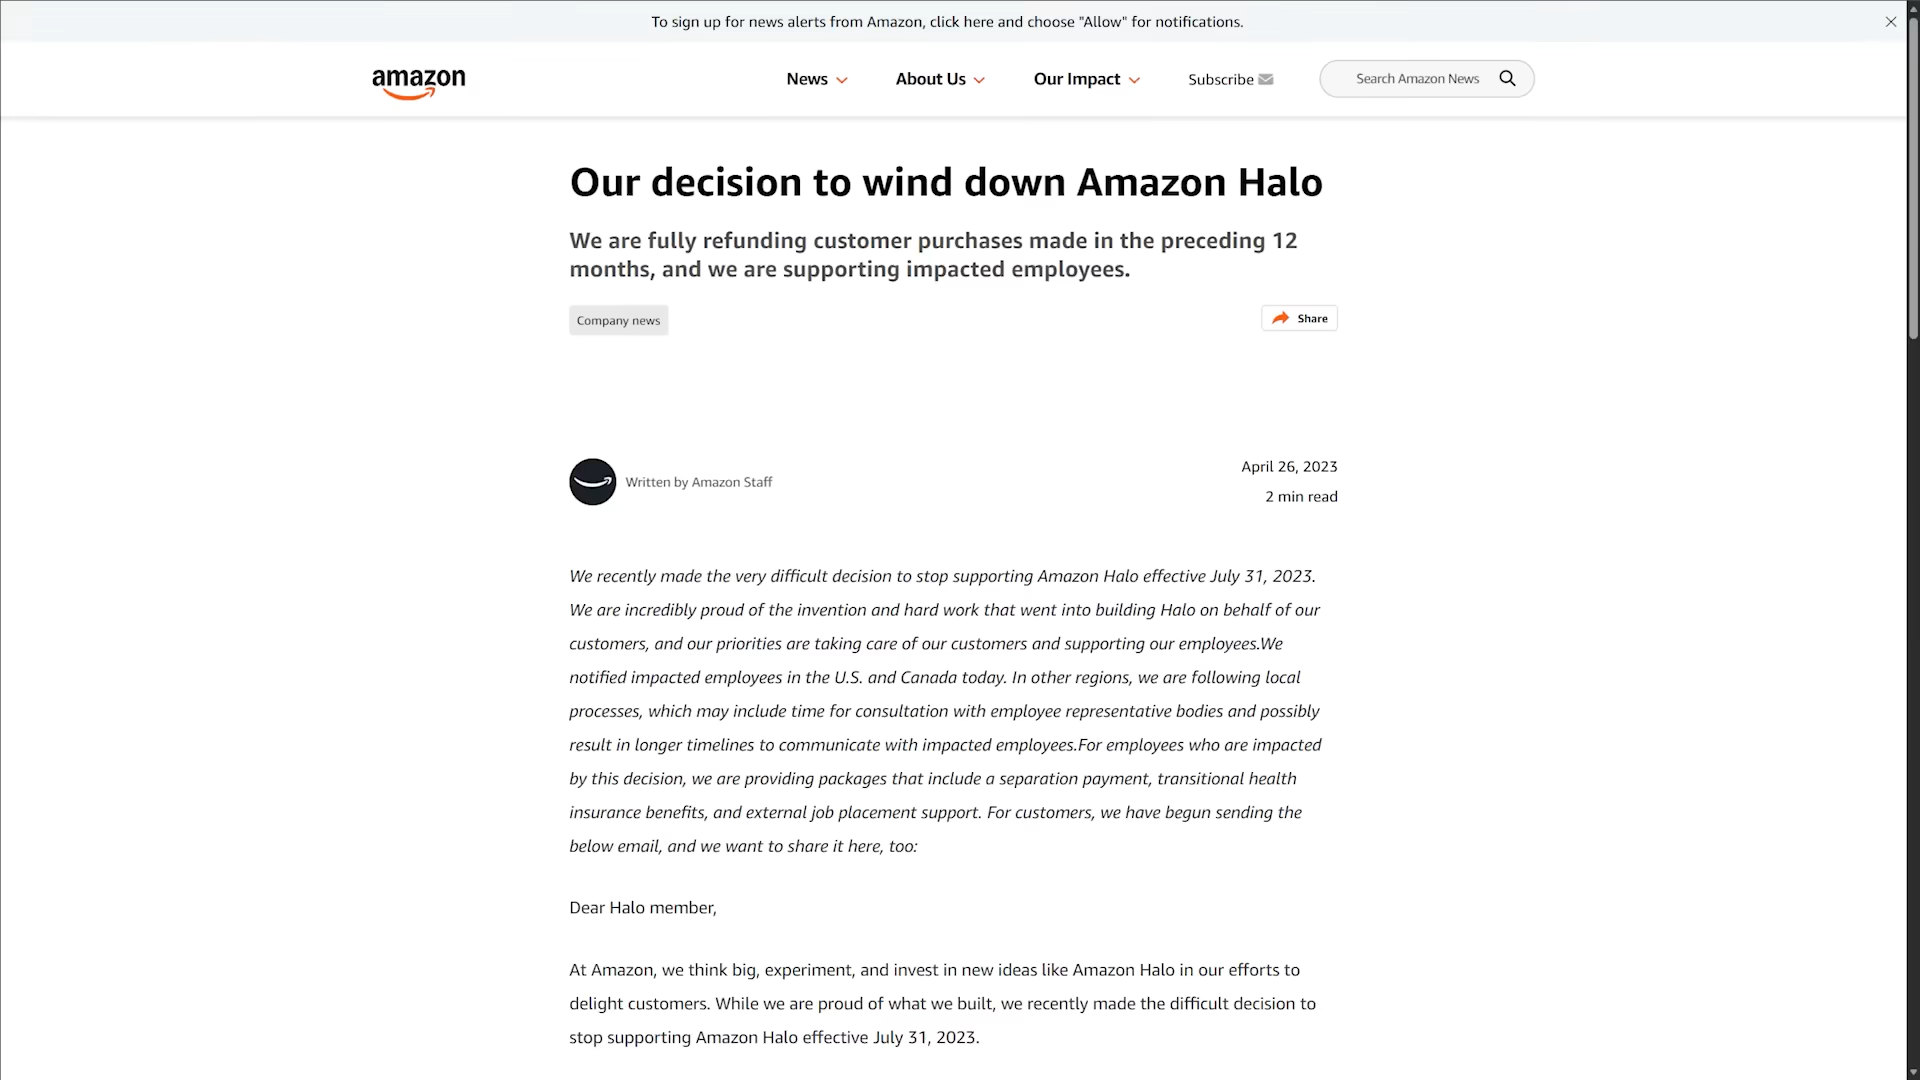 To sign up for news alerts from Amazon, click here and choose "Allow" for notifications.
amazon
News
About Us
Our Impact
Subscribe
Search Amazon News
Our decision to wind down Amazon Halo
We are fully refunding customer purchases made in the preceding 12
months, and we are supporting impacted employees.
Company news
Share
Written by Amazon Staff
April 26, 2023
2 min read
We recently made the very difficult decision to stop supporting Amazon Halo effective July 31, 2023.
We are incredibly proud of the invention and hard work that went into building Halo on behalf of our
customers, and our priorities are taking care of our customers and supporting our employees.We
notified impacted employees in the U.S. and Canada today. In other regions, we are following local
processes, which may include time for consultation with employee representative bodies and possibly
result in longer timelines to communicate with impacted employees.For employees who are impacted
by this decision, we are providing packages that include a separation payment, transitional health
insurance benefits, and external job placement support. For customers, we have begun sending the
below email, and we want to share it here, too:
Dear Halo member,
At Amazon, we think big, experiment, and invest in new ideas like Amazon Halo in our efforts to
delight customers. While we are proud of what we built, we recently made the difficult decision to
stop supporting Amazon Halo effective July 31, 2023.